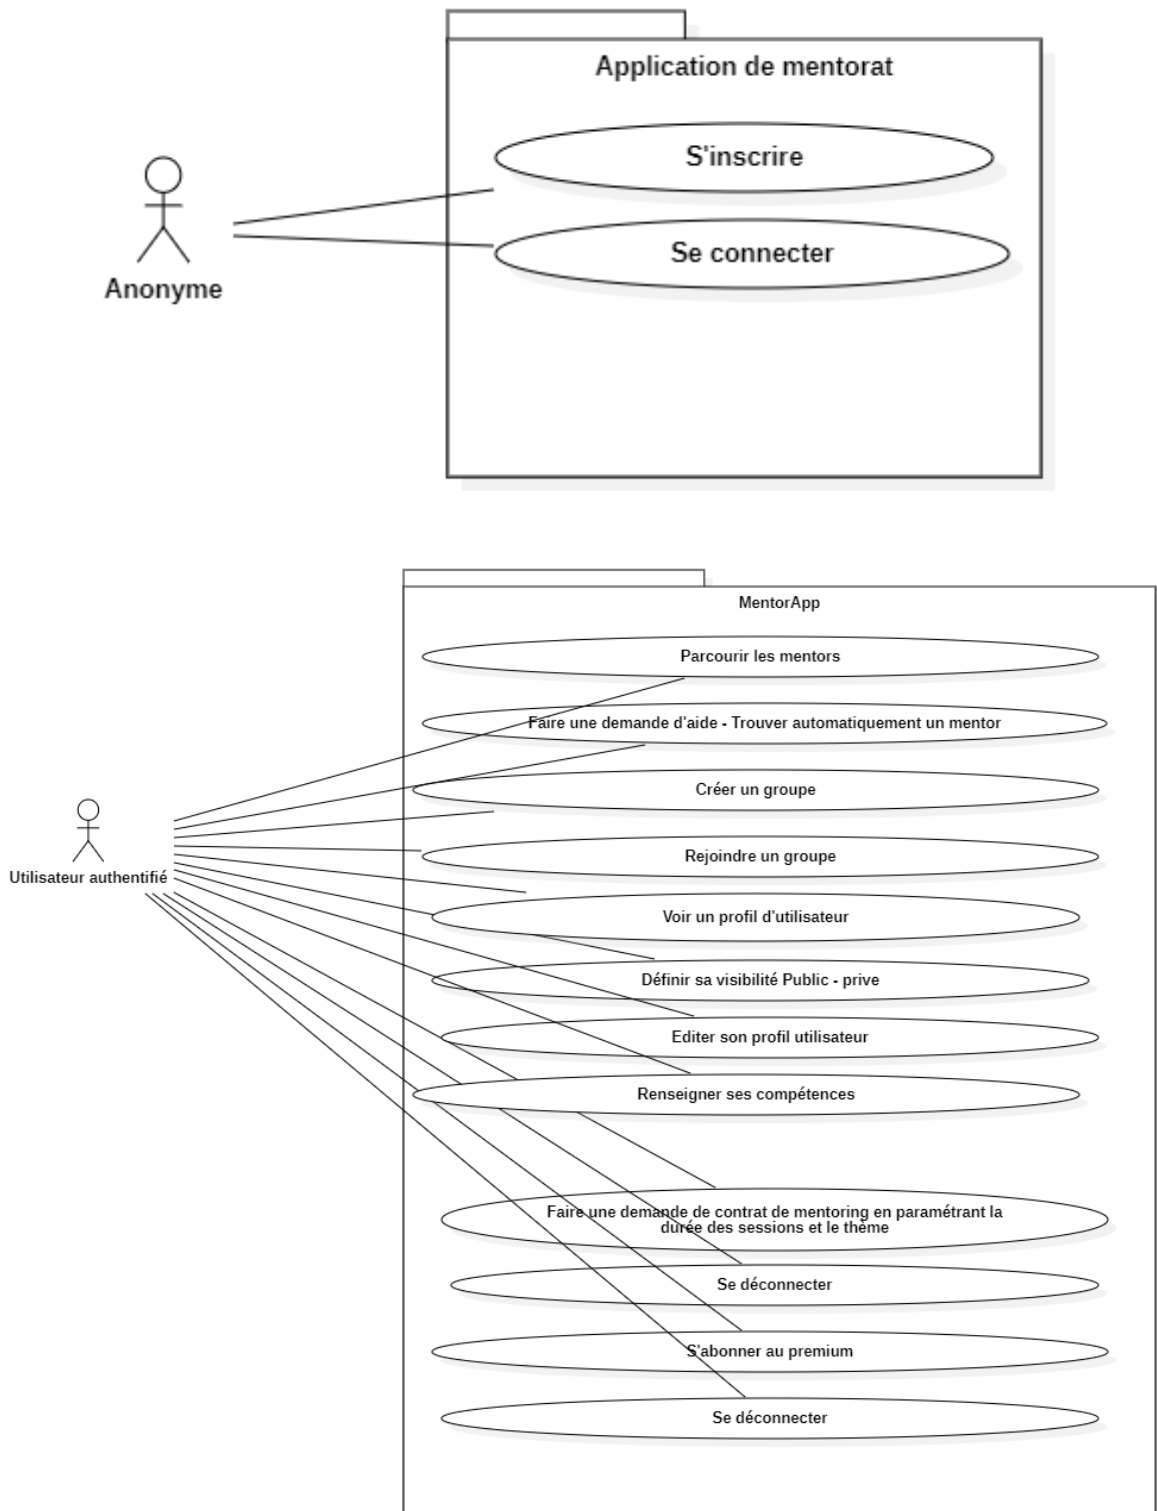 Application de mentorat
S'inscrire
Se connecter
Anonyme
MentorApp
Parcourir les mentors
Faire une demande d'aide - Trouver automatiquement un mentor
Créer un groupe
Rejoindre un groupe
Utilisateur authentifié
Voir un profil d'utilisateur
Définir sa visibilité Public - prive
Editer son profil utilisateur
Renseigner ses compétences
Faire une demande de contrat de mentoring en paramétrant la
durée des sessions et le thème
Se déconnecter
S'abonner au premium
Se déconnecter